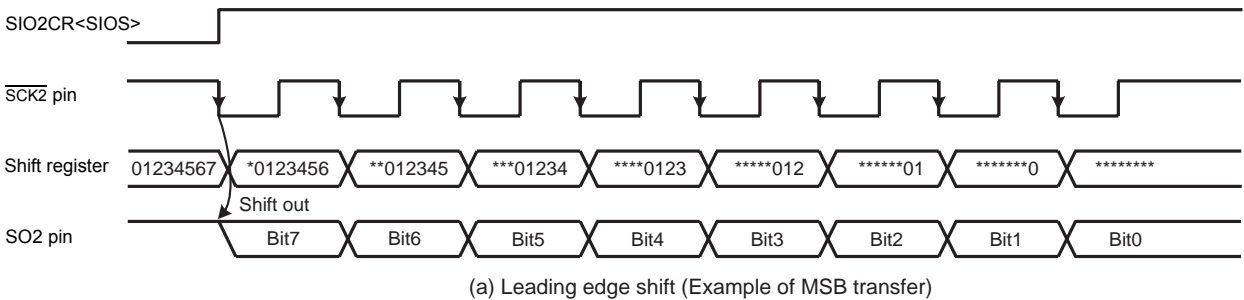 SIO2CR<SIOS>
SCK2 pin
Shift register 01234567 *0123456 **012345 ***01234 ****0123 *****012 ******01 *******0 ********
Shift out
SO2 pin Bit7 Bit6 Bit5 Bit4 Bit3 Bit2 Bit1 Bit0
(a) Leading edge shift (Example of MSB transfer)